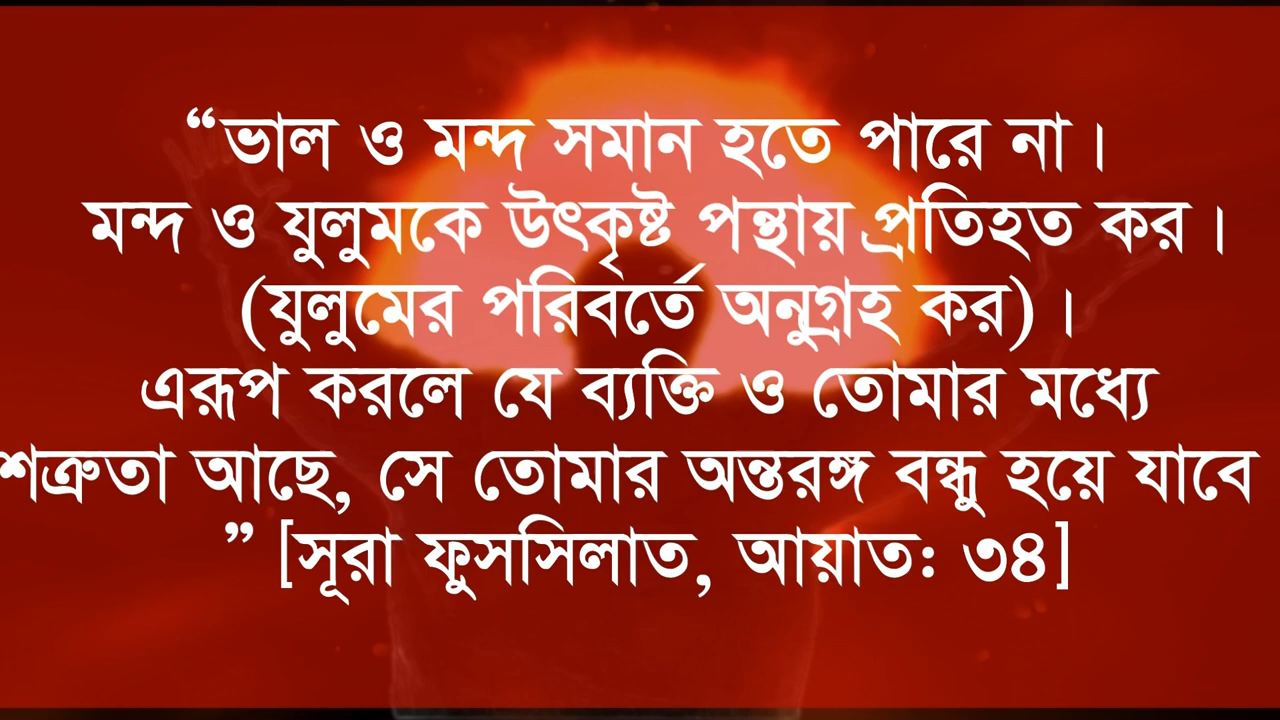 “ভাল ও মন্দ সমান হতে পারে না।
মন্দ ও যুলুমকে উৎকৃষ্ট পন্থায় প্রতিহত কর।
(যুলুমের পরিবর্তে অনুগ্রহ কর)।
এরূপ করলে যে ব্যক্তি ও তোমার মধ্যে
শত্রুতা আছে, সে তোমার অন্তরঙ্গ বন্ধু হয়ে যাবে
” [সূরা ফুসসিলাত, আয়াত: ৩৪]